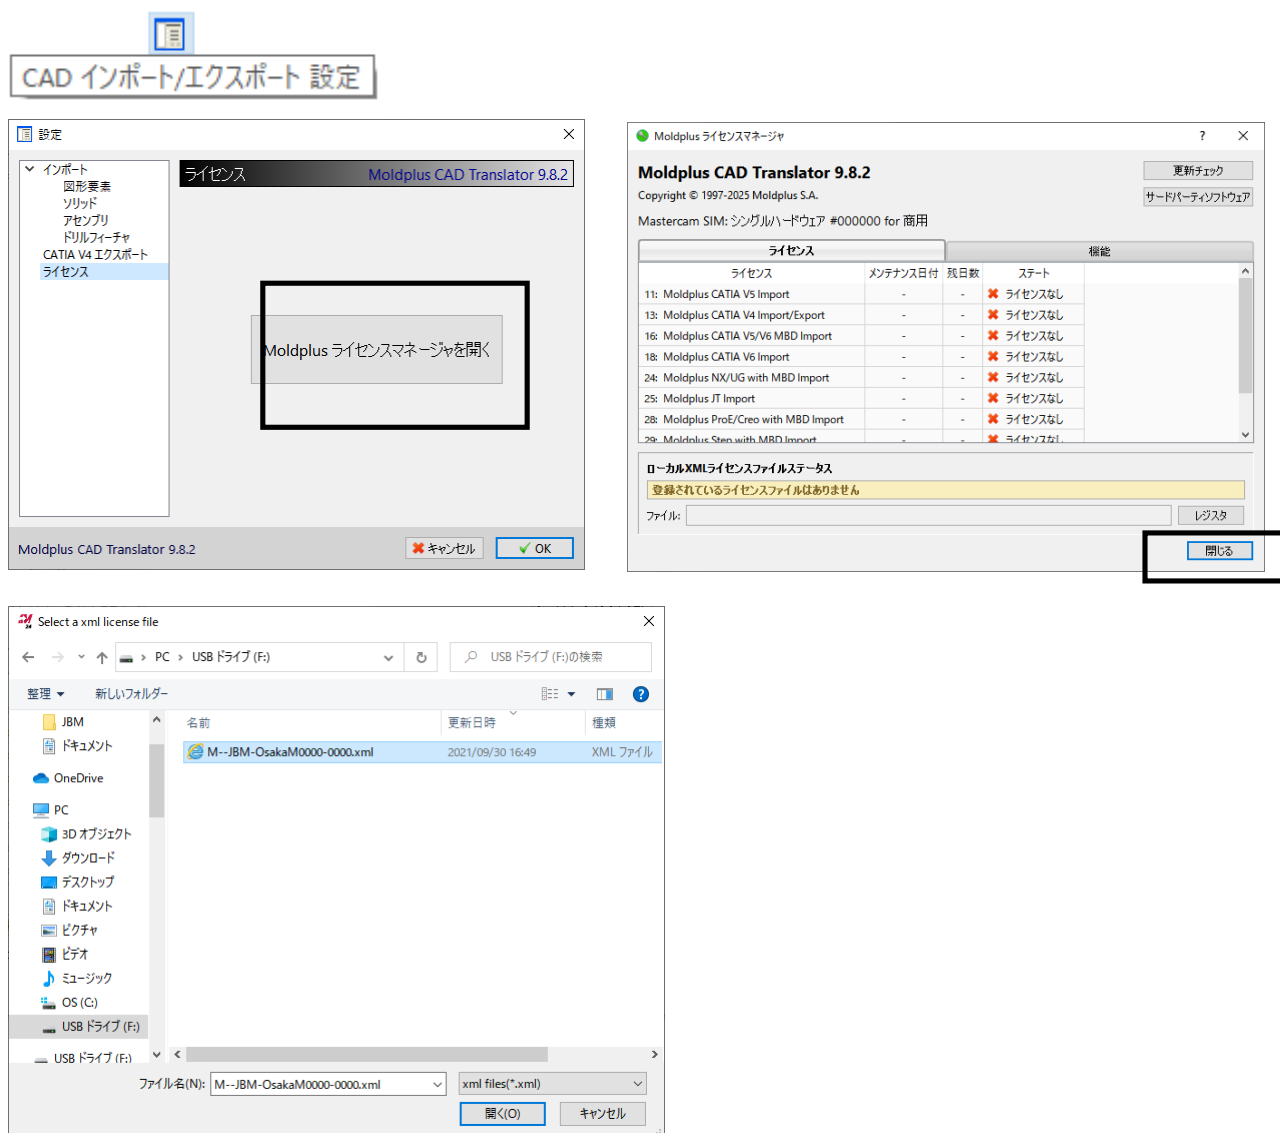 CAD インポート/エクスポート 設定
設定
インポート
図形要素
ソリッド
アセンブリ
ドリルフィーチャ
CATIA V4 エクスポート
ライセンス
ライセンス Moldplus CAD Translator 9.8.2
Moldplus ライセンスマネージャを開く
Moldplus CAD Translator 9.8.2
キャンセル
OK
Moldplus ライセンスマネージャ
Moldplus CAD Translator 9.8.2
更新チェック
Copyright © 1997-2025 Moldplus S.A.
サードパーティソフトウェア
Mastercam SIM: シングルハードウェア #000000 for 商用
ライセンス 機能
ライセンス メンテナンス日付 残日数 ステート
11: Moldplus CATIA V5 Import - - ライセンスなし
13: Moldplus CATIA V4 Import/Export - - ライセンスなし
16: Moldplus CATIA V5/V6 MBD Import - - ライセンスなし
18: Moldplus CATIA V6 Import - - ライセンスなし
24: Moldplus NX/UG with MBD Import - - ライセンスなし
25: Moldplus JT Import - - ライセンスなし
28: Moldplus ProE/Creo with MBD Import - - ライセンスなし
29: Moldplus Step with MBD Import - - ライセンスなし
ローカルXMLライセンスファイルステータス
登録されているライセンスファイルはありません
ファイル: レジスタ
閉じる
Select a xml license file
PC › USB ドライブ (F:)
USB ドライブ (F:)の検索
整理 新しいフォルダー
名前 更新日時 種類
M--JBM-OsakaM0000-0000.xml 2021/09/30 16:49 XML ファイル
JBM
ドキュメント
OneDrive
PC
3D オブジェクト
ダウンロード
デスクトップ
ドキュメント
ピクチャ
ビデオ
ミュージック
OS (C:)
USB ドライブ (F:)
USB ドライブ (F:)
ファイル名(N): M--JBM-OsakaM0000-0000.xml xml files(*.xml)
開く(O) キャンセル